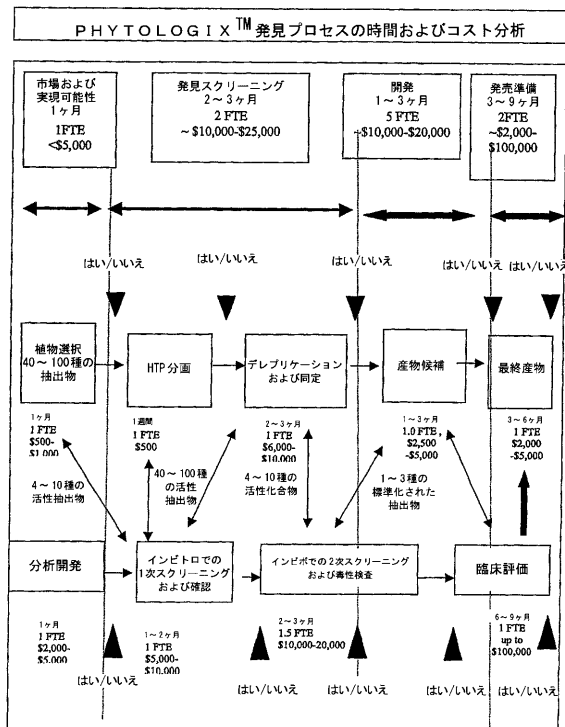 PHYTOLOGIX™ 発見プロセスの時間およびコスト分析
市場および
実現可能性
1ヶ月
1FTE
<$5,000
発見スクリーニング
2～3ヶ月
2 FTE
~$10,000-$25,000
開発
1～3ヶ月
5 FTE
~$10,000-$20,000
発売準備
3～9ヶ月
2FTE
~$2,000-
$100,000
はい/いいえ
はい/いいえ
はい/いいえ
はい/いいえ
はい/いいえ
植物選択
40～100種の
抽出物
HTP分画
デレプリケーション
および同定
産物候補
最終産物
1ヶ月
1 FTE
$500-
$1,000
1週間
1 FTE
$500
2～3ヶ月
1 FTE
$6,000-
$10,000
1～3ヶ月
1.0 FTE,
$2,500
-$5,000
3～6ヶ月
1 FTE
$2,000
-$5,000
4～10種の
活性抽出物
40～100種
の活性
抽出物
4～10種の
活性化合物
1～3種の
標準化された
抽出物
分析開発
インビトロでの
1次スクリーニング
および確認
インビボでの2次スクリーニング
および毒性検査
臨床評価
1ヶ月
1 FTE
$2,000-
$5,000
1～2ヶ月
1 FTE
$5,000-
$10,000
2～3ヶ月
1.5 FTE
$10,000-20,000
6～9ヶ月
1 FTE
up to
$100,000
はい/いいえ
はい/いいえ
はい/いいえ
はい/いいえ
はい/いいえ